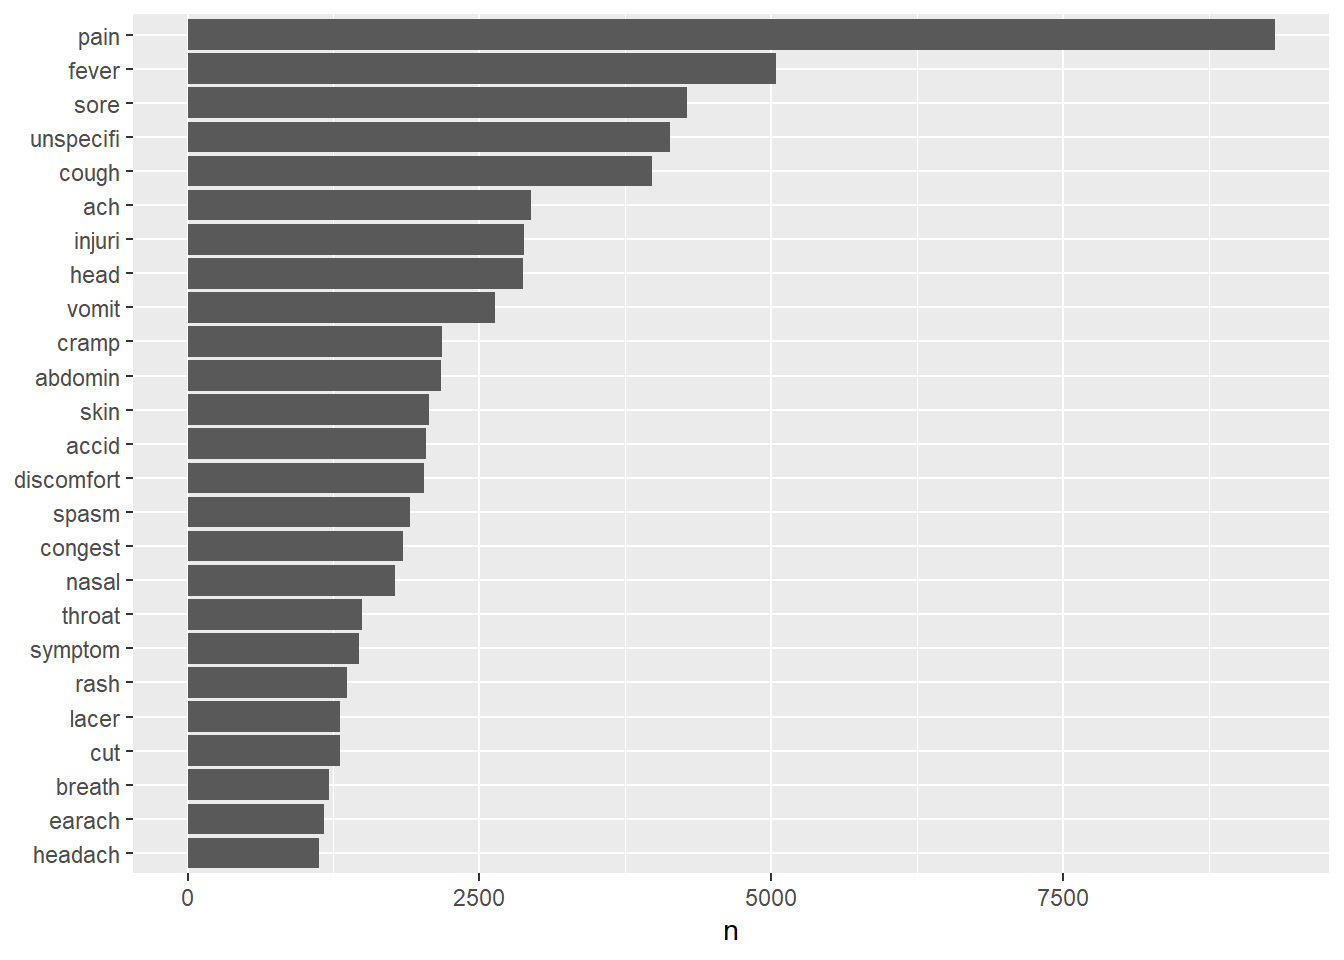 pain
fever
sore
unspecifi
cough
ach
injuri
head
vomit
cramp
abdomin
skin
accid
discomfort
spasm
congest
nasal
throat
symptom
rash
lacer
cut
breath
earach
headach
0 2500 5000 7500
n